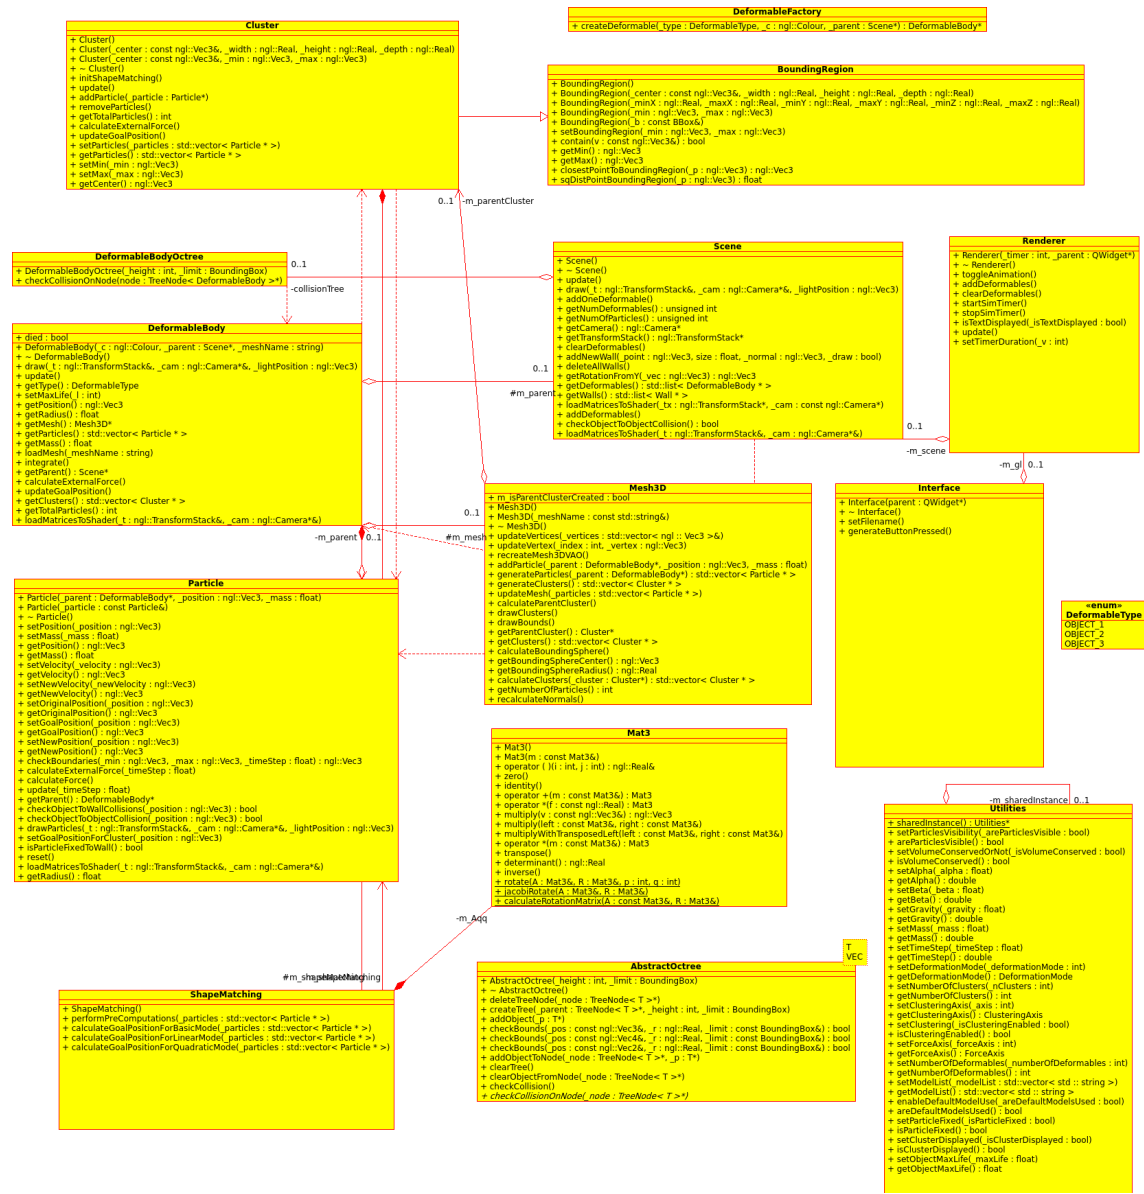 DeformableFactory
+ createDeformable(_type : DeformableType, _c : ngl::Colour, _parent : Scene*) : DeformableBody*
Cluster
+ Cluster()
+ Cluster(_center : const ngl::Vec3&, _width : ngl::Real, _height : ngl::Real, _depth : ngl::Real)
+ Cluster(_center : const ngl::Vec3&, _min : ngl::Vec3, _max : ngl::Vec3)
+ ~ Cluster()
+ initShapeMatching()
+ update()
+ addParticle(_particle : Particle*)
+ removeParticles()
+ getTotalParticles() : int
+ calculateExternalForce()
+ updateGoalPosition()
+ setParticles(_particles : std::vector< Particle * >)
+ getParticles() : std::vector< Particle * >
+ setMin(_min : ngl::Vec3)
+ setMax(_max : ngl::Vec3)
+ getCenter() : ngl::Vec3
BoundingRegion
+ BoundingRegion()
+ BoundingRegion(_center : const ngl::Vec3&, _width : ngl::Real, _height : ngl::Real, _depth : ngl::Real)
+ BoundingRegion(_minX : ngl::Real, _maxX : ngl::Real, _minY : ngl::Real, _maxY : ngl::Real, _minZ : ngl::Real, _maxZ : ngl::Real)
+ BoundingRegion(_min : ngl::Vec3, _max : ngl::Vec3)
+ BoundingRegion(_b : const BBox&)
+ setBoundingRegion(_min : ngl::Vec3, _max : ngl::Vec3)
+ contain(v : const ngl::Vec3&) : bool
+ getMin() : ngl::Vec3
+ getMax() : ngl::Vec3
+ closestPointToBoundingRegion(_p : ngl::Vec3) : ngl::Vec3
+ sqDistPointBoundingRegion(_p : ngl::Vec3) : float
0..1 -m_parentCluster
DeformableBodyOctree
+ DeformableBodyOctree(_height : int, _limit : BoundingBox)
+ checkCollisionOnNode(node : TreeNode< DeformableBody >*)
0..1
-collisionTree
Scene
+ Scene()
+ ~ Scene()
+ update()
+ draw(_t : ngl::TransformStack&, _cam : ngl::Camera*&, _lightPosition : ngl::Vec3)
+ addOneDeformable()
+ getNumDeformables() : unsigned int
+ getNumOfParticles() : unsigned int
+ getCamera() : ngl::Camera*
+ getTransformStack() : ngl::TransformStack*
+ clearDeformables()
+ addNewWall(_point : ngl::Vec3, size : float, _normal : ngl::Vec3, _draw : bool)
+ deleteAllWalls()
+ getRotationFromY(_vec : ngl::Vec3) : ngl::Vec3
+ getDeformables() : std::list< DeformableBody * >
+ getWalls() : std::list< Wall * >
+ loadMatricesToShader(_tx : ngl::TransformStack*, _cam : const ngl::Camera*)
+ addDeformables()
+ checkObjectToObjectCollision() : bool
+ loadMatricesToShader(_t : ngl::TransformStack&, _cam : ngl::Camera*&)
Renderer
+ Renderer(_timer : int, _parent : QWidget*)
+ ~ Renderer()
+ toggleAnimation()
+ addDeformables()
+ clearDeformables()
+ startSimTimer()
+ stopSimTimer()
+ isTextDisplayed(_isTextDisplayed : bool)
+ update()
+ setTimerDuration(_v : int)
DeformableBody
+ died : bool
+ DeformableBody(_c : ngl::Colour, _parent : Scene*, _meshName : string)
+ ~ DeformableBody()
+ draw(_t : ngl::TransformStack&, _cam : ngl::Camera*&, _lightPosition : ngl::Vec3)
+ update()
+ getType() : DeformableType
+ setMaxLife(_l : int)
+ getPosition() : ngl::Vec3
+ getRadius() : float
+ getMesh() : Mesh3D*
+ getParticles() : std::vector< Particle * >
+ getMass() : float
+ loadMesh(_meshName : string)
+ integrate()
+ getParent() : Scene*
+ calculateExternalForce()
+ updateGoalPosition()
+ getClusters() : std::vector< Cluster * >
+ getTotalParticles() : int
+ loadMatricesToShader(_t : ngl::TransformStack&, _cam : ngl::Camera*&)
0..1
#m_parent
0..1
-m_scene
-m_gl 0..1
0..1
#m_mesh
-m_parent 0..1
Mesh3D
+ m_isParentClusterCreated : bool
+ Mesh3D()
+ Mesh3D(_meshName : const std::string&)
+ ~ Mesh3D()
+ updateVertices(_vertices : std::vector< ngl :: Vec3 >&)
+ updateVertex(_index : int, _vertex : ngl::Vec3)
+ recreateMesh3DVAO()
+ addParticle(_parent : DeformableBody*, _position : ngl::Vec3, _mass : float)
+ generateParticles(_parent : DeformableBody*) : std::vector< Particle * >
+ generateClusters() : std::vector< Cluster * >
+ updateMesh(_particles : std::vector< Particle * >)
+ calculateParentCluster()
+ drawClusters()
+ drawBounds()
+ getParentCluster() : Cluster*
+ getClusters() : std::vector< Cluster * >
+ calculateBoundingSphere()
+ getBoundingSphereCenter() : ngl::Vec3
+ getBoundingSphereRadius() : ngl::Real
+ calculateClusters(_cluster : Cluster*) : std::vector< Cluster * >
+ getNumberOfParticles() : int
+ recalculateNormals()
Interface
+ Interface(parent : QWidget*)
+ ~ Interface()
+ setFilename()
+ generateButtonPressed()
«enum»
DeformableType
OBJECT_1
OBJECT_2
OBJECT_3
Particle
+ Particle(_parent : DeformableBody*, _position : ngl::Vec3, _mass : float)
+ Particle(_particle : const Particle&)
+ ~ Particle()
+ setPosition(_position : ngl::Vec3)
+ setMass(_mass : float)
+ getPosition() : ngl::Vec3
+ getMass() : float
+ setVelocity(_velocity : ngl::Vec3)
+ getVelocity() : ngl::Vec3
+ setNewVelocity(_newVelocity : ngl::Vec3)
+ getNewVelocity() : ngl::Vec3
+ setOriginalPosition(_position : ngl::Vec3)
+ getOriginalPosition() : ngl::Vec3
+ setGoalPosition(_position : ngl::Vec3)
+ getGoalPosition() : ngl::Vec3
+ setNewPosition(_position : ngl::Vec3)
+ getNewPosition() : ngl::Vec3
+ checkBoundaries(_min : ngl::Vec3, _max : ngl::Vec3, _timeStep : float) : ngl::Vec3
+ calculateExternalForce(_timeStep : float)
+ calculateForce()
+ update(_timeStep : float)
+ getParent() : DeformableBody*
+ checkObjectToWallCollisions(_position : ngl::Vec3) : bool
+ checkObjectToObjectCollision(_position : ngl::Vec3) : bool
+ drawParticles(_t : ngl::TransformStack&, _cam : ngl::Camera*&, _lightPosition : ngl::Vec3)
+ setGoalPositionForCluster(_position : ngl::Vec3)
+ isParticleFixedToWall() : bool
+ reset()
+ loadMatricesToShader(_t : ngl::TransformStack&, _cam : ngl::Camera*&)
+ getRadius() : float
Mat3
+ Mat3()
+ Mat3(m : const Mat3&)
+ operator ( )(i : int, j : int) : ngl::Real&
+ zero()
+ identity()
+ operator +(m : const Mat3&) : Mat3
+ operator *(f : const ngl::Real) : Mat3
+ multiply(v : const ngl::Vec3&) : ngl::Vec3
+ multiply(left : const Mat3&, right : const Mat3&)
+ multiplyWithTransposedLeft(left : const Mat3&, right : const Mat3&)
+ operator *(m : const Mat3&) : Mat3
+ transpose()
+ determinant() : ngl::Real
+ inverse()
+ rotate(A : Mat3&, R : Mat3&, p : int, q : int)
+ jacobiRotate(A : Mat3&, R : Mat3&)
+ calculateRotationMatrix(A : const Mat3&, R : Mat3&)
-m_Aqq
-m_sharedInstance 0..1
Utilities
+ sharedInstance() : Utilities*
+ setParticlesVisibility(_areParticlesVisible : bool)
+ areParticlesVisible() : bool
+ setVolumeConservedOrNot(_isVolumeConserved : bool)
+ isVolumeConserved() : bool
+ setAlpha(_alpha : float)
+ getAlpha() : double
+ setBeta(_beta : float)
+ getBeta() : double
+ setGravity(_gravity : float)
+ getGravity() : double
+ setMass(_mass : float)
+ getMass() : double
+ setTimeStep(_timeStep : float)
+ getTimeStep() : double
+ setDeformationMode(_deformationMode : int)
+ getDeformationMode() : DeformationMode
+ setNumberOfClusters(_nClusters : int)
+ getNumberOfClusters() : int
+ setClusteringAxis(_axis : int)
+ getClusteringAxis() : ClusteringAxis
+ setClustering(_isClusteringEnabled : bool)
+ isClusteringEnabled() : bool
+ setForceAxis(_forceAxis : int)
+ getForceAxis() : ForceAxis
+ setNumberOfDeformables(_numberOfDeformables : int)
+ getNumberOfDeformables() : int
+ setModelList(_modelList : std::vector< std :: string >)
+ getModelList() : std::vector< std :: string >
+ enableDefaultModelUse(_areDefaultModelsUsed : bool)
+ areDefaultModelsUsed() : bool
+ setParticleFixed(_isParticleFixed : bool)
+ isParticleFixed() : bool
+ setClusterDisplayed(_isClusterDisplayed : bool)
+ isClusterDisplayed() : bool
+ setObjectMaxLife(_maxLife : float)
+ getObjectMaxLife() : float
T
VEC
AbstractOctree
+ AbstractOctree(_height : int, _limit : BoundingBox)
+ ~ AbstractOctree()
+ deleteTreeNode(_node : TreeNode< T >*)
+ createTree(_parent : TreeNode< T >*, _height : int, _limit : BoundingBox)
+ addObject(_p : T*)
+ checkBounds(_pos : const ngl::Vec3&, _r : ngl::Real, _limit : const BoundingBox&) : bool
+ checkBounds(_pos : const ngl::Vec4&, _r : ngl::Real, _limit : const BoundingBox&) : bool
+ checkBounds(_pos : const ngl::Vec2&, _r : ngl::Real, _limit : const BoundingBox&) : bool
+ addObjectToNode(_node : TreeNode< T >*, _p : T*)
+ clearTree()
+ clearObjectFromNode(_node : TreeNode< T >*)
+ checkCollision()
+ checkCollisionOnNode(_node : TreeNode< T >*)
ShapeMatching
+ ShapeMatching()
+ performPreComputations(_particles : std::vector< Particle * >)
+ calculateGoalPositionForBasicMode(_particles : std::vector< Particle * >)
+ calculateGoalPositionForLinearMode(_particles : std::vector< Particle * >)
+ calculateGoalPositionForQuadraticMode(_particles : std::vector< Particle * >)